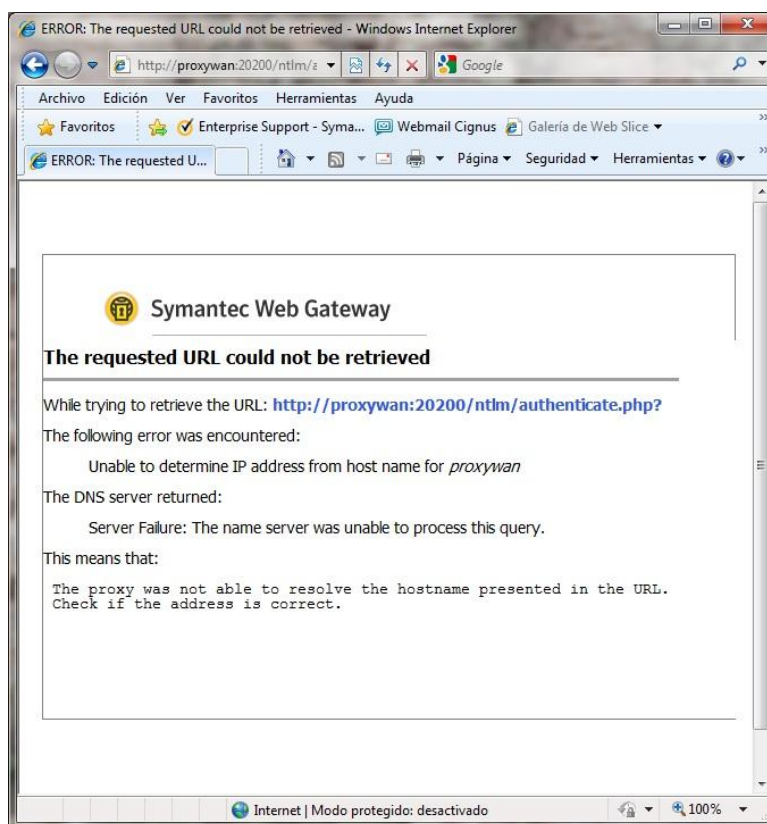 ERROR: The requested URL could not be retrieved - Windows Internet Explorer
http://proxywan:20200/ntlm/a
Google
Archivo Edición Ver Favoritos Herramientas Ayuda
Favoritos Enterprise Support - Syma... Webmail Cignus Galería de Web Slice
ERROR: The requested U... Página Seguridad Herramientas
Symantec Web Gateway
The requested URL could not be retrieved
While trying to retrieve the URL: http://proxywan:20200/ntlm/authenticate.php?
The following error was encountered:
Unable to determine IP address from host name for proxywan
The DNS server returned:
Server Failure: The name server was unable to process this query.
This means that:
The proxy was not able to resolve the hostname presented in the URL.
Check if the address is correct.
Internet | Modo protegido: desactivado 100%